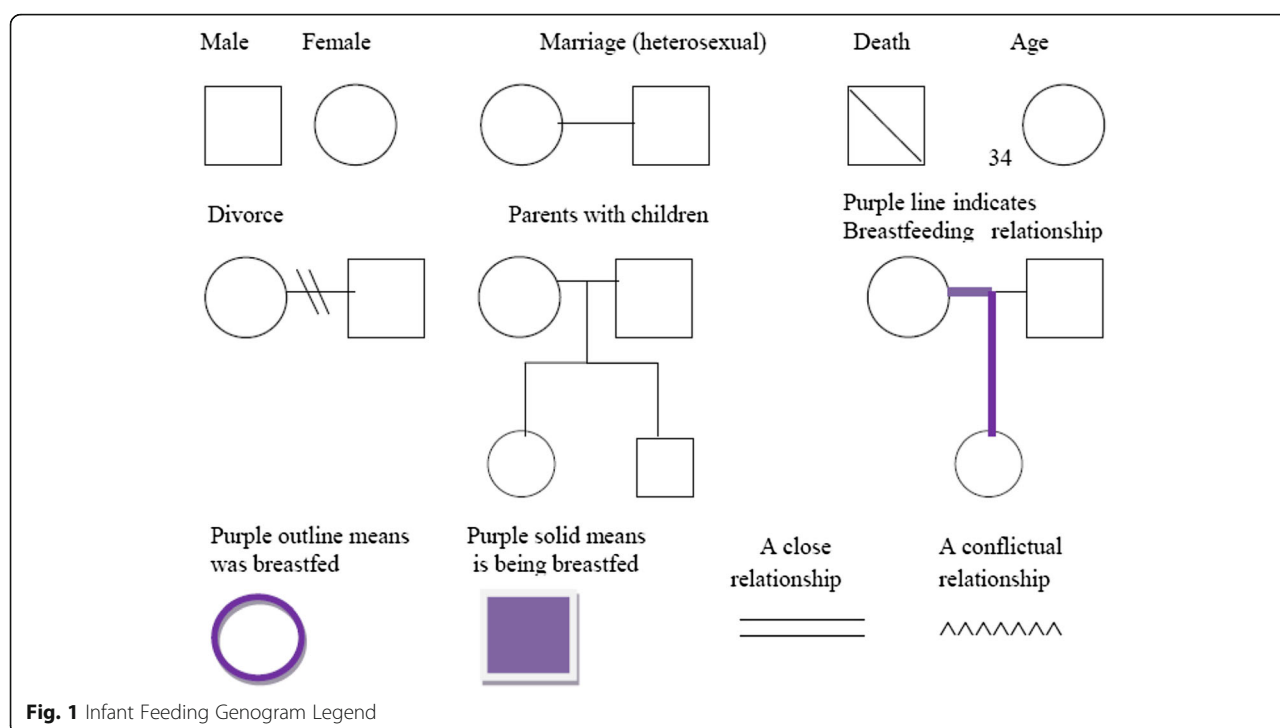 Male Female Marriage (heterosexual) Death Age
34
Divorce Parents with children Purple line indicates
Breastfeeding relationship
Purple outline means
was breastfed
Purple solid means
is being breastfed
A close
relationship
A conflictual
relationship
Fig. 1 Infant Feeding Genogram Legend